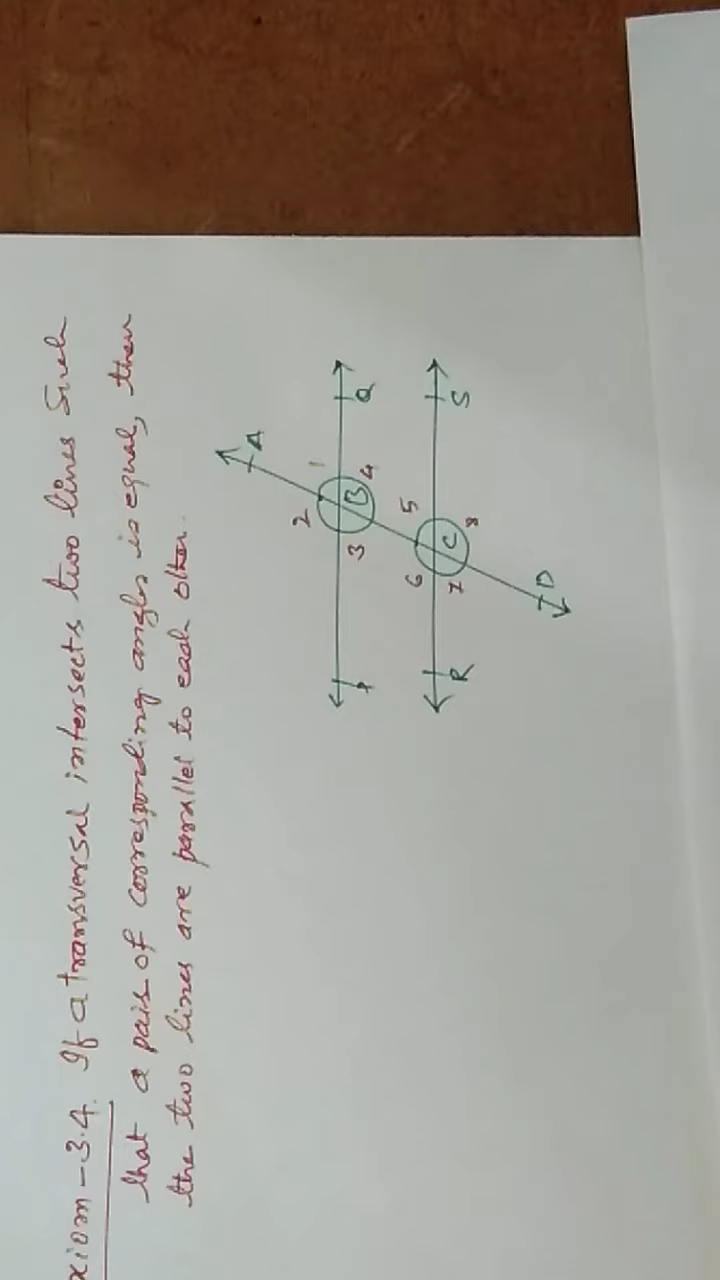 xiom - 3.4. If a transversal intersects two lines such
that a pair of corresponding angles is equal, then
the two lines are parallel to each other.
A
2 1
B Q
3 4
6 5
R C S
7 8
D